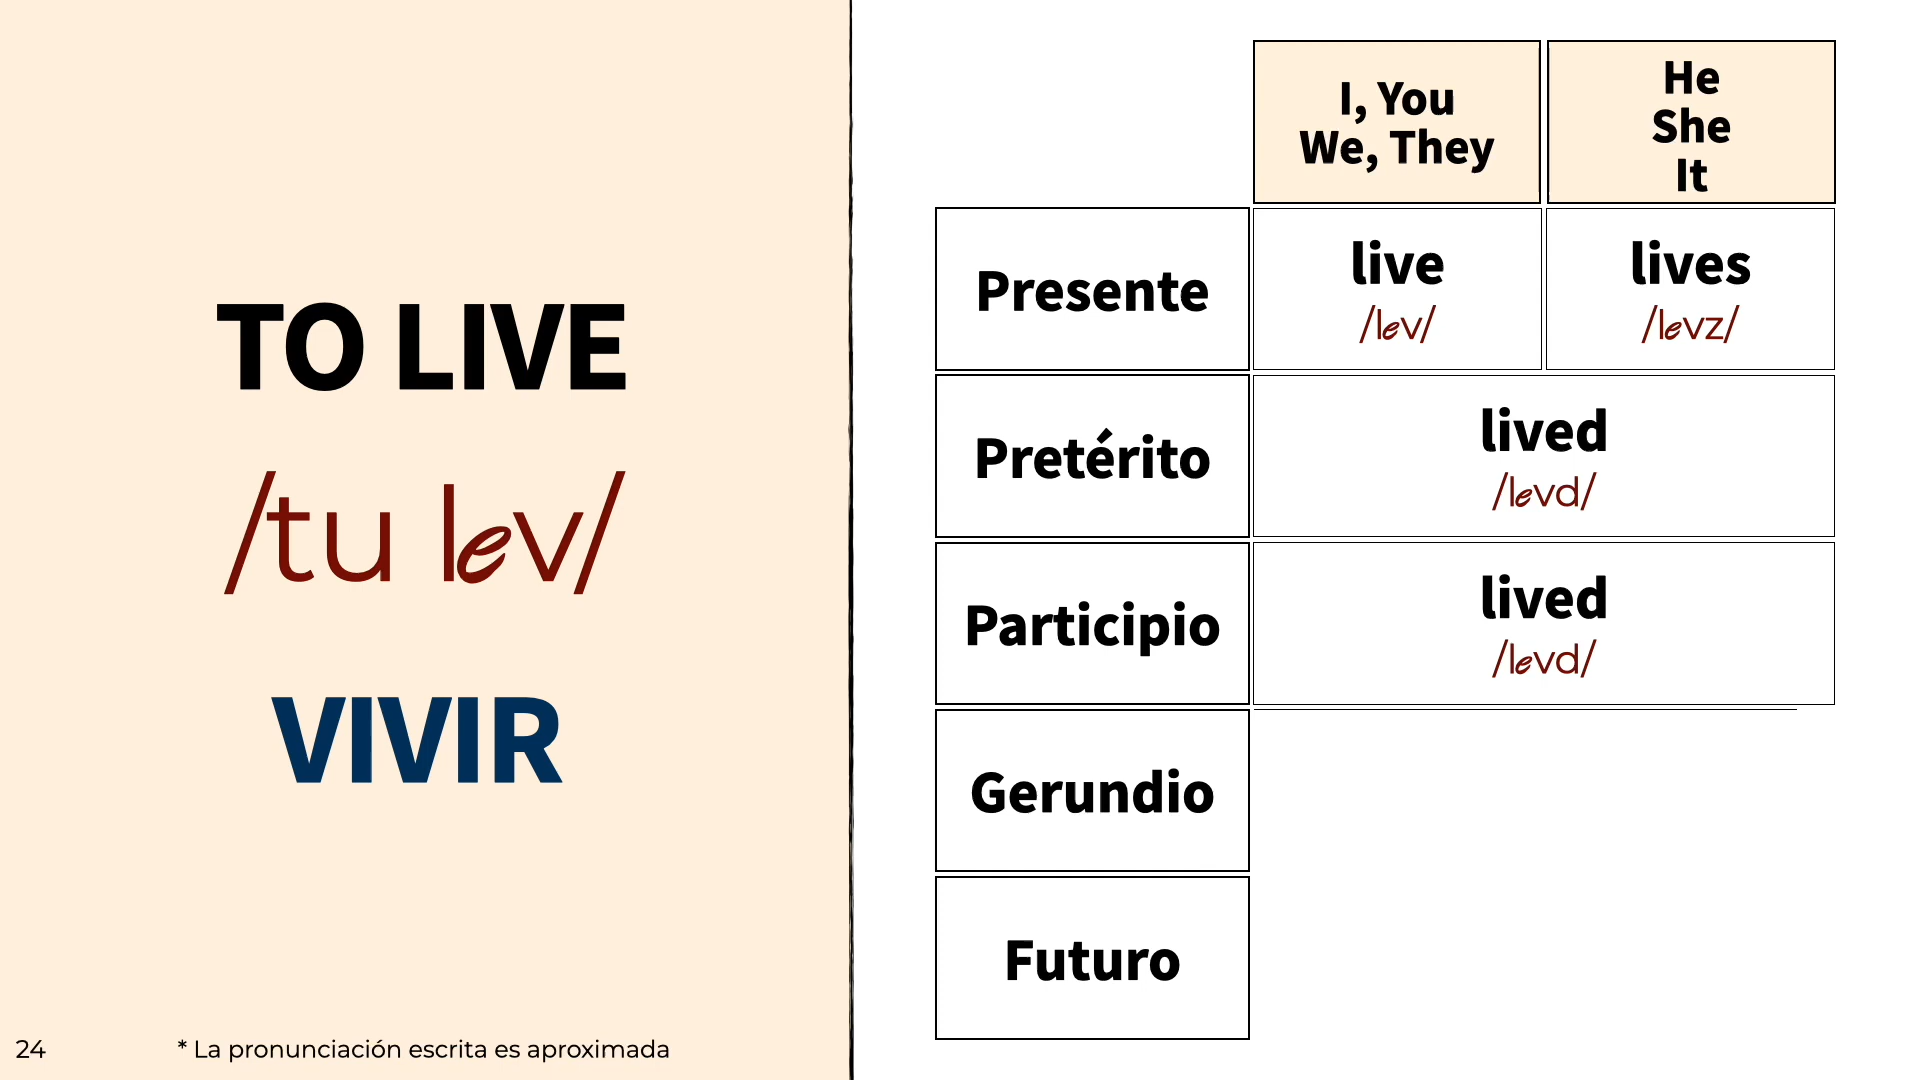 TO LIVE
/tu lev/
VIVIR
24
* La pronunciación escrita es aproximada
I, You
We, They
He
She
It
Presente
live
/lev/
lives
/levz/
Pretérito
lived
/levd/
Participio
lived
/levd/
Gerundio
Futuro